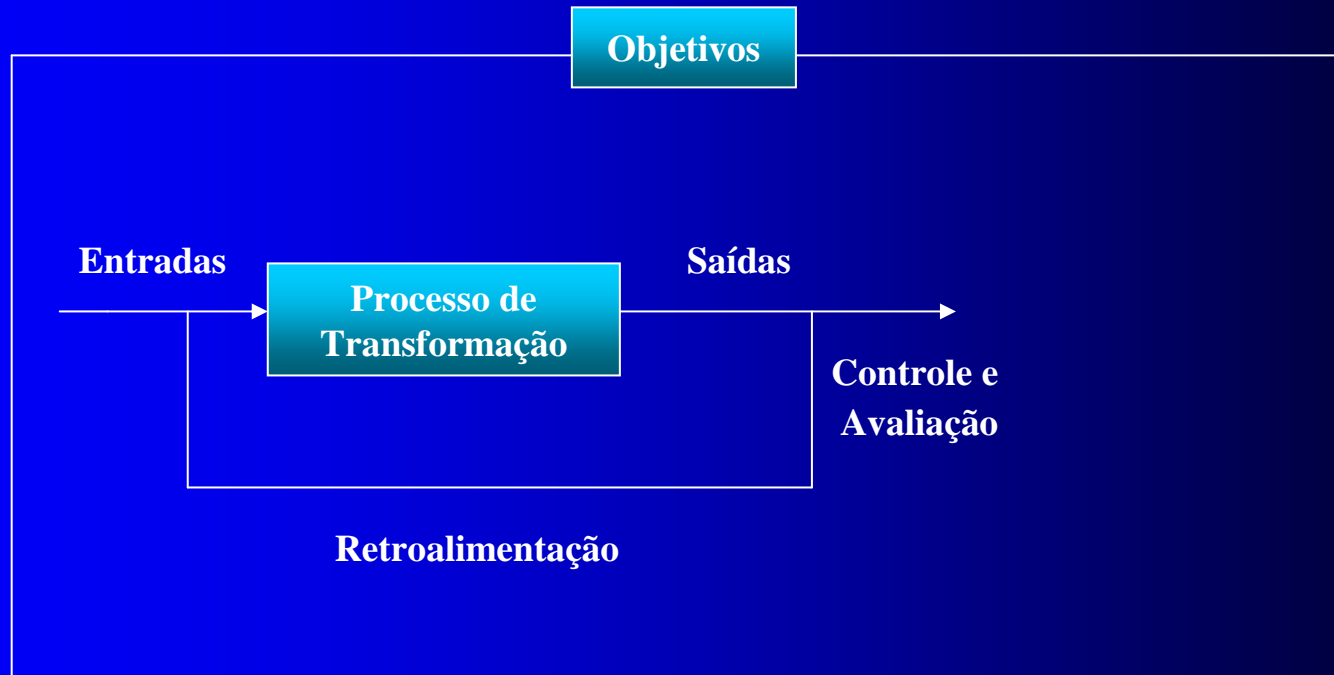 Objetivos
Entradas
Processo de
Transformação
Saídas
Controle e
Avaliação
Retroalimentação